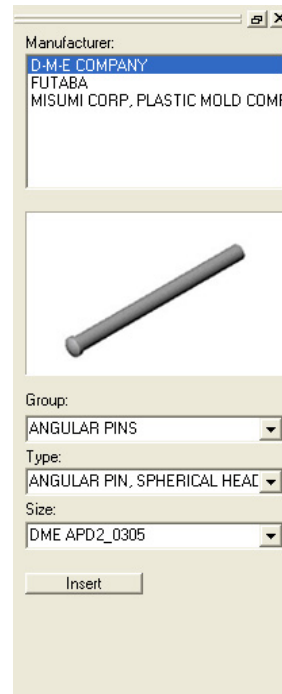 Manufacturer:
D-M-E COMPANY
FUTABA
MISUMI CORP, PLASTIC MOLD COMP
Group:
ANGULAR PINS
Type:
ANGULAR PIN, SPHERICAL HEAD
Size:
DME APD2_0305
Insert